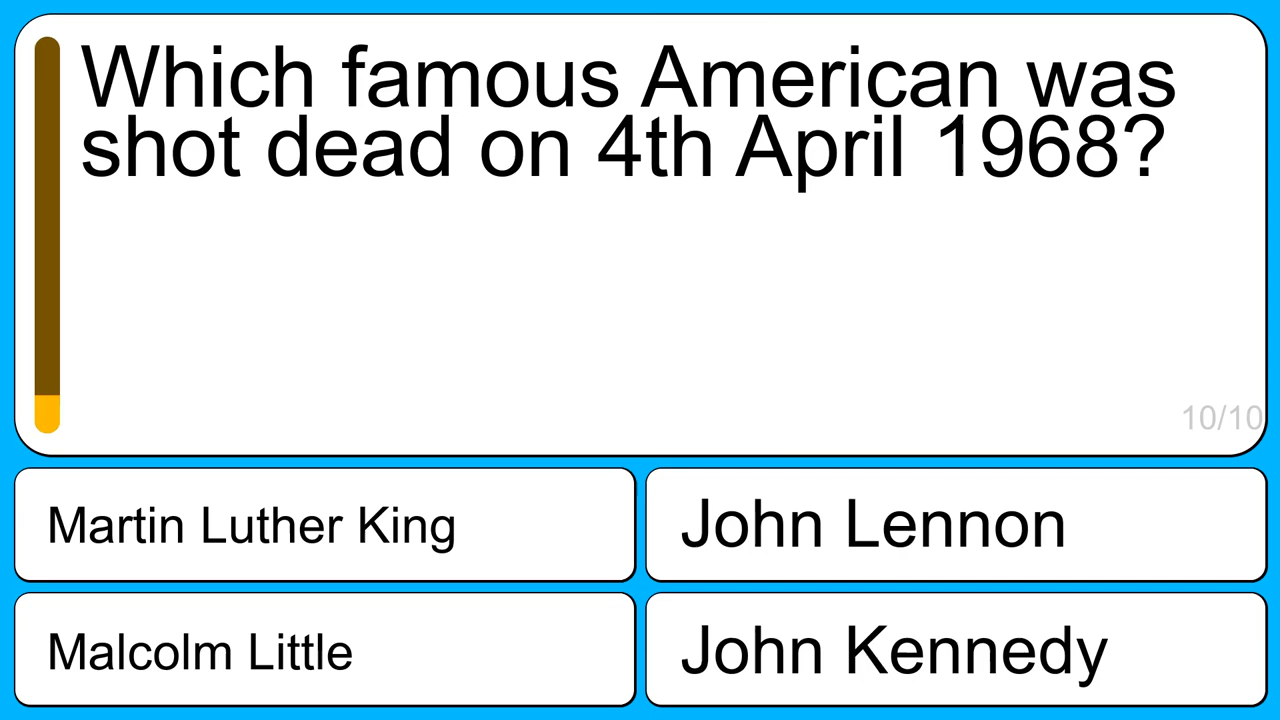 Which famous American was
shot dead on 4th April 1968?
10/10
Martin Luther King
John Lennon
Malcolm Little
John Kennedy